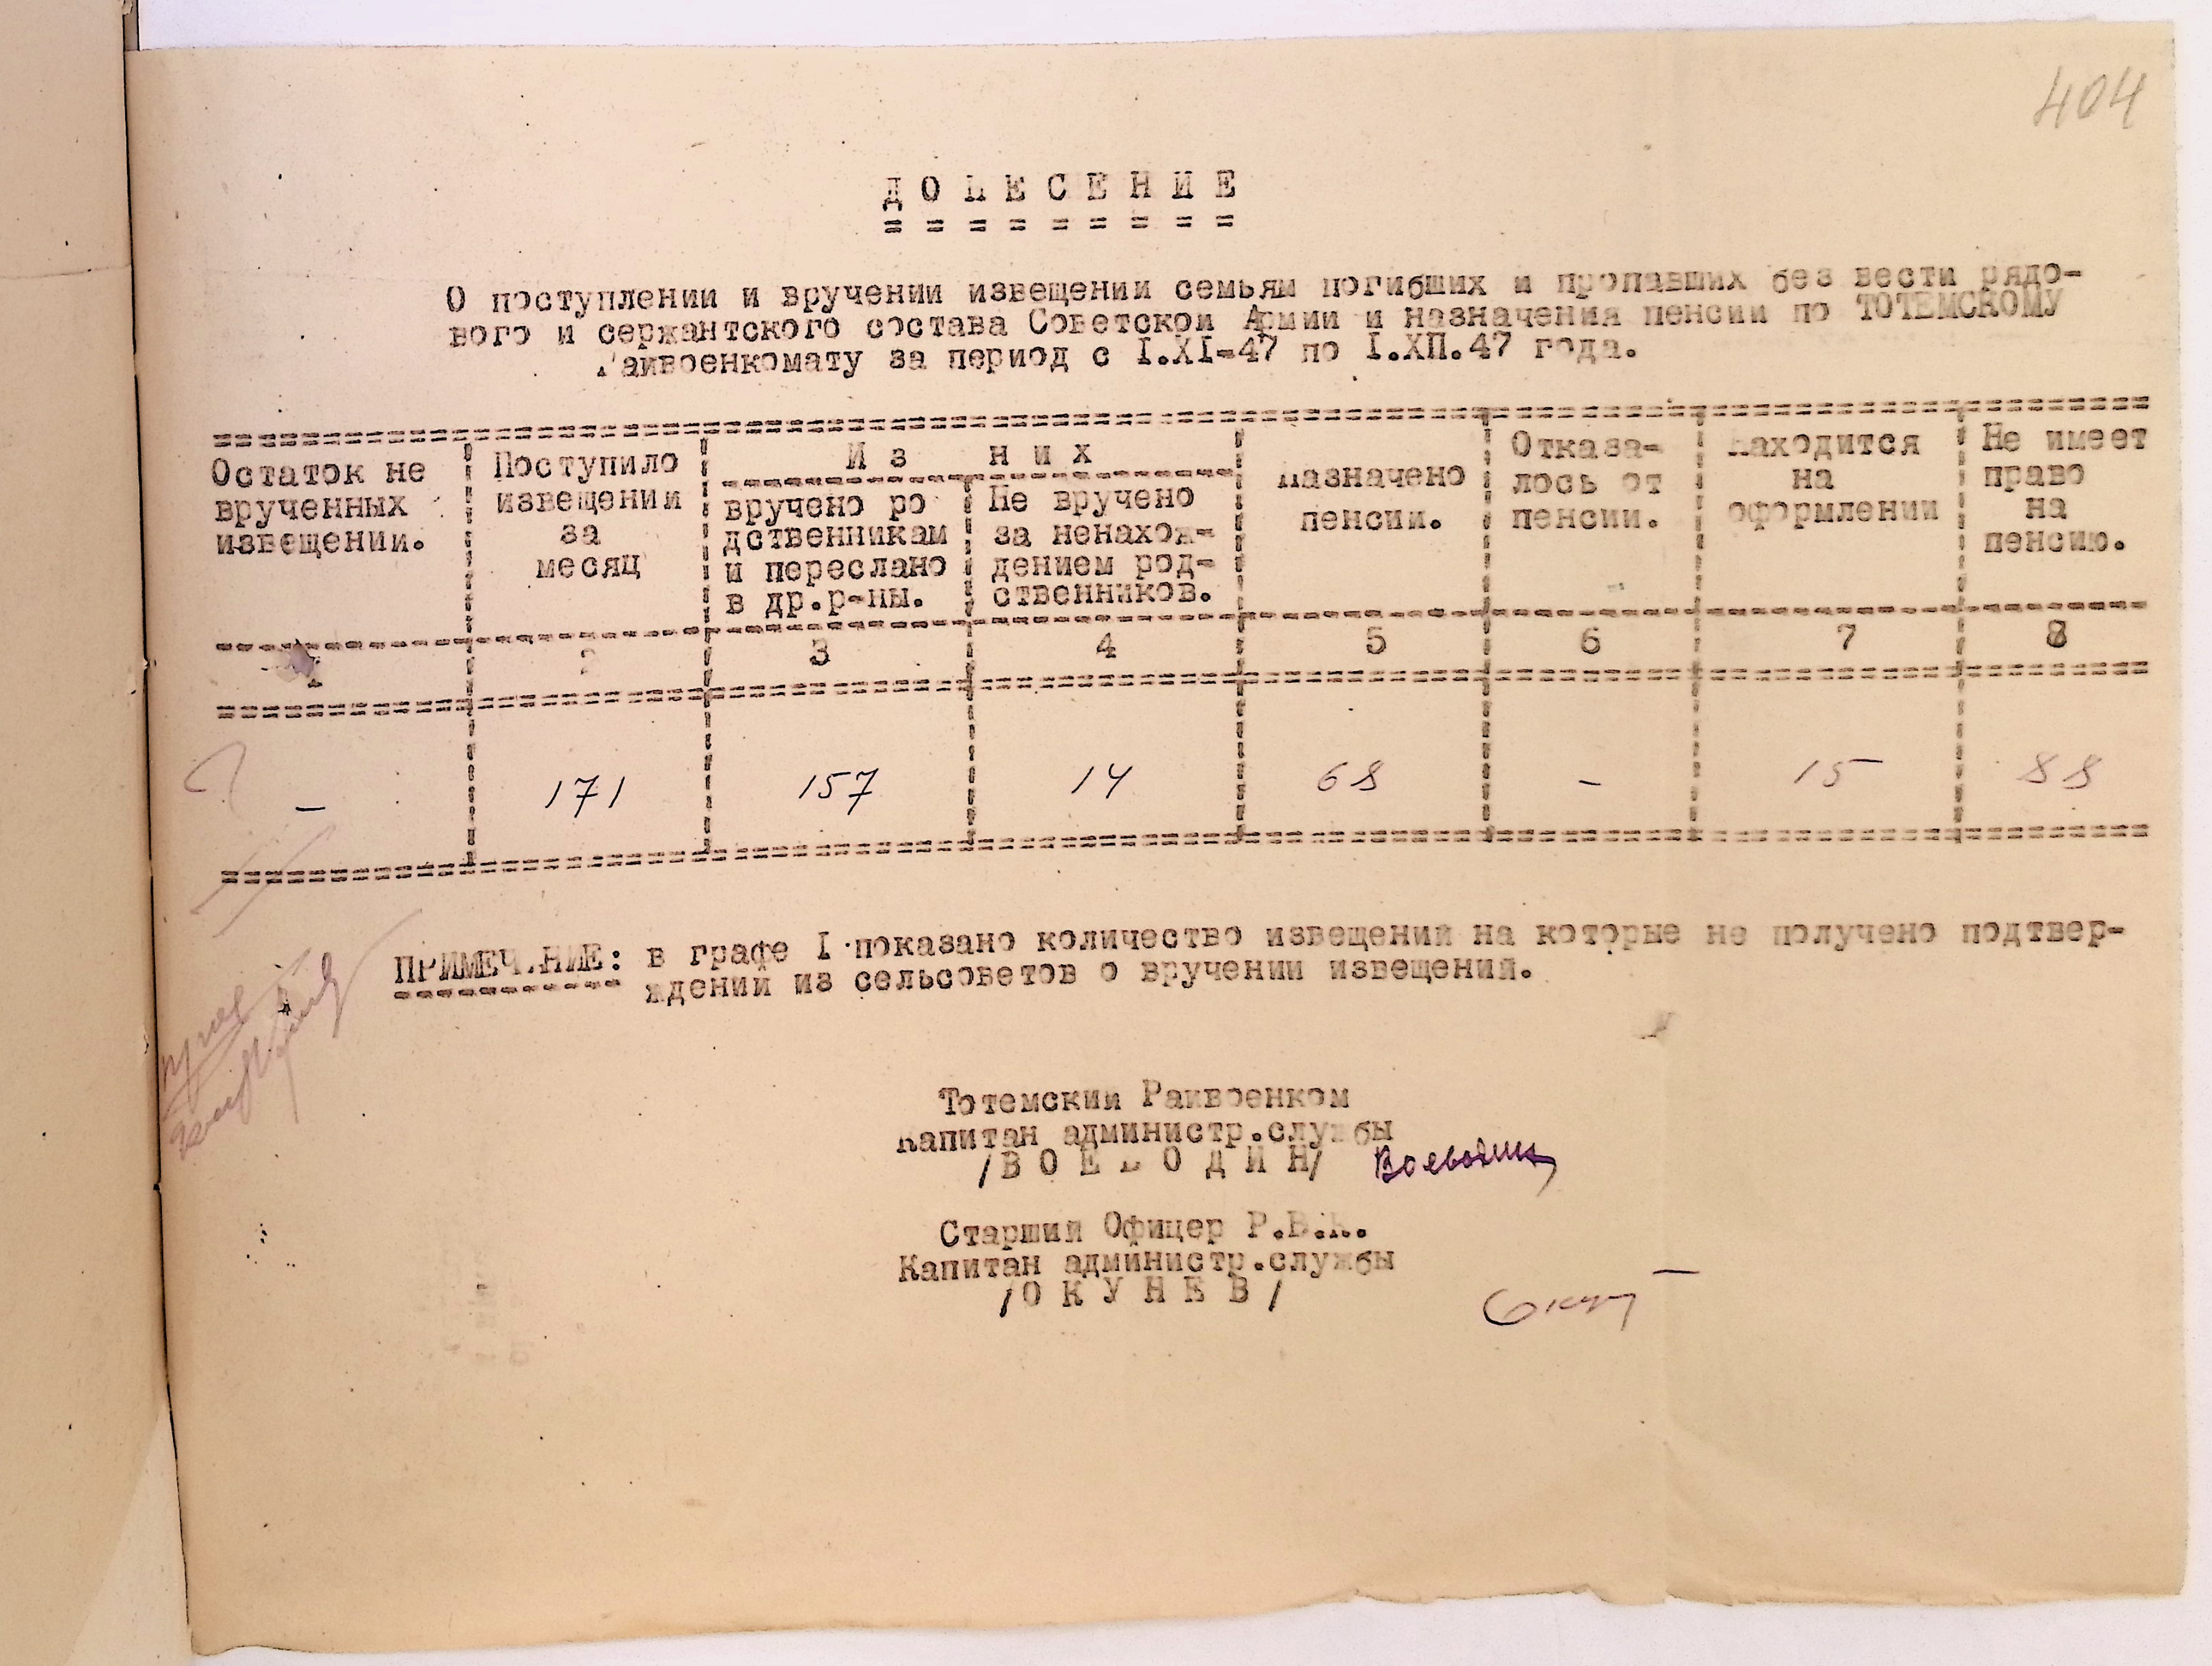 404
ДОНЕСЕНИЕ
О поступлении и вручении извещений семьям погибших и пропавших без вести рядо-
вого и сержантского состава Советской Армии и назначения пенсии по ТОТЕМСКОМУ
Райвоенкомату за период с I.XI-47 по I.XП.47 года.
Остаток не
врученных
извещений.
Поступило
извещений
за
месяц
Из них
вручено ро
дственникам
и переслано
в др.р-ны.
Не вручено
за ненахож-
дением род-
ственников.
Назначено
пенсии.
Отказа-
лось от
пенсии.
Находится
на
оформлении
Не имеет
право
на
пенсию.
I 2 3 4 5 6 7 8
- 171 157 14 68 - 15 88
ПРИМЕЧАНИЕ: в графе I показано количество извещений на которые не получено подтвер-
ждений из сельсоветов о вручении извещений.
Тотемский Райвоенком
Капитан администр.службы
/ВОЕВОДИН/ Воеводин
Старший Офицер Р.В.К.
Капитан администр.службы
/ОКУНЕВ/